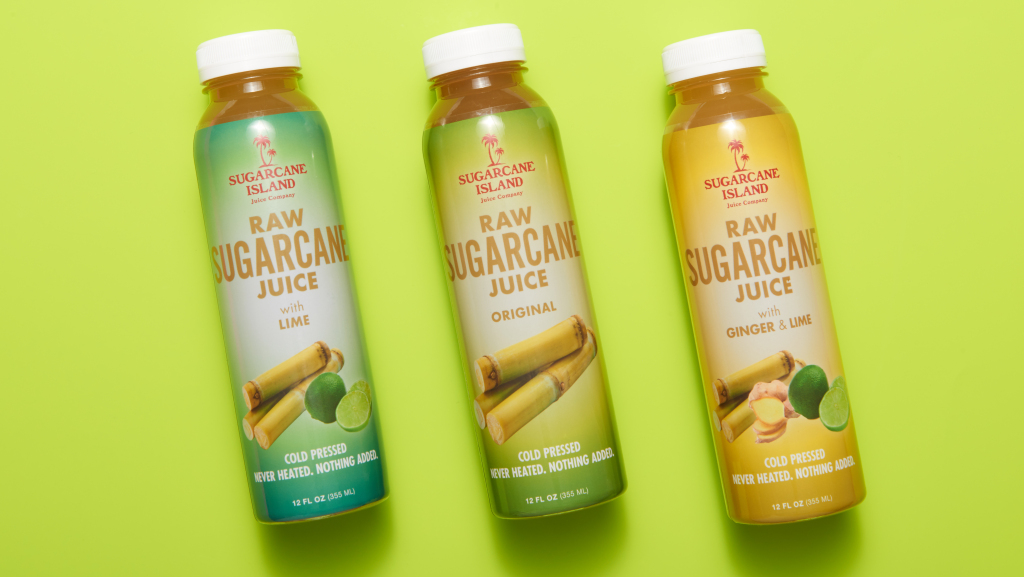 SUGARCANE
ISLAND
Juice Company
RAW
SUGARCANE
JUICE
with
LIME
COLD PRESSED
NEVER HEATED. NOTHING ADDED.
12 FL OZ (355 ML)
SUGARCANE
ISLAND
Juice Company
RAW
SUGARCANE
JUICE
ORIGINAL
COLD PRESSED
NEVER HEATED. NOTHING ADDED.
12 FL OZ (355 ML)
SUGARCANE
ISLAND
Juice Company
RAW
SUGARCANE
JUICE
with
GINGER & LIME
COLD PRESSED
NEVER HEATED. NOTHING ADDED.
12 FL OZ (355 ML)